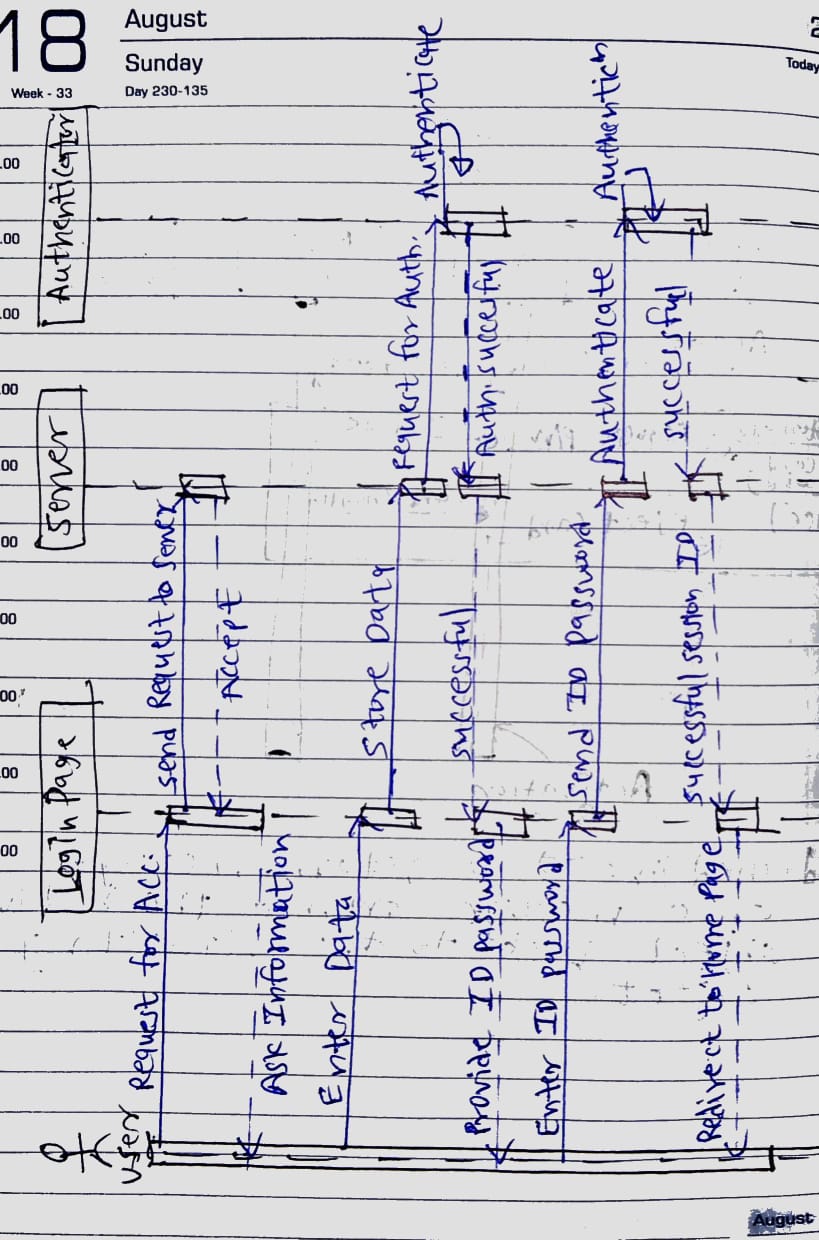 18
August
Sunday
Week - 33
Day 230-135
Today
.00
.00
.00
.00
.00
00
00
00
.00
00
User
Login Page
Server
Authenticator
Request for Acc.
Send Request to Server
Accept
Ask Information
Enter Data
Store Data
request for Auth.
Authenticate
Auth. succesful
successful
Provide ID password
Enter ID password
Send ID Password
Authenticate
successful
successful session ID
Redirect to Home Page
August